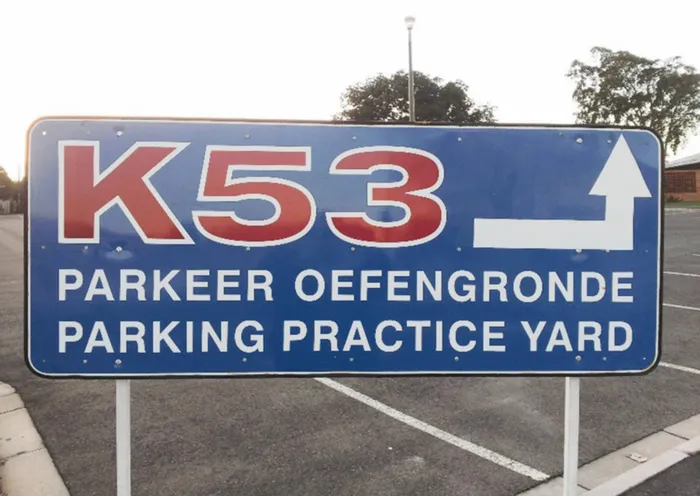 K53
PARKEER OEFENGRONDE
PARKING PRACTICE YARD